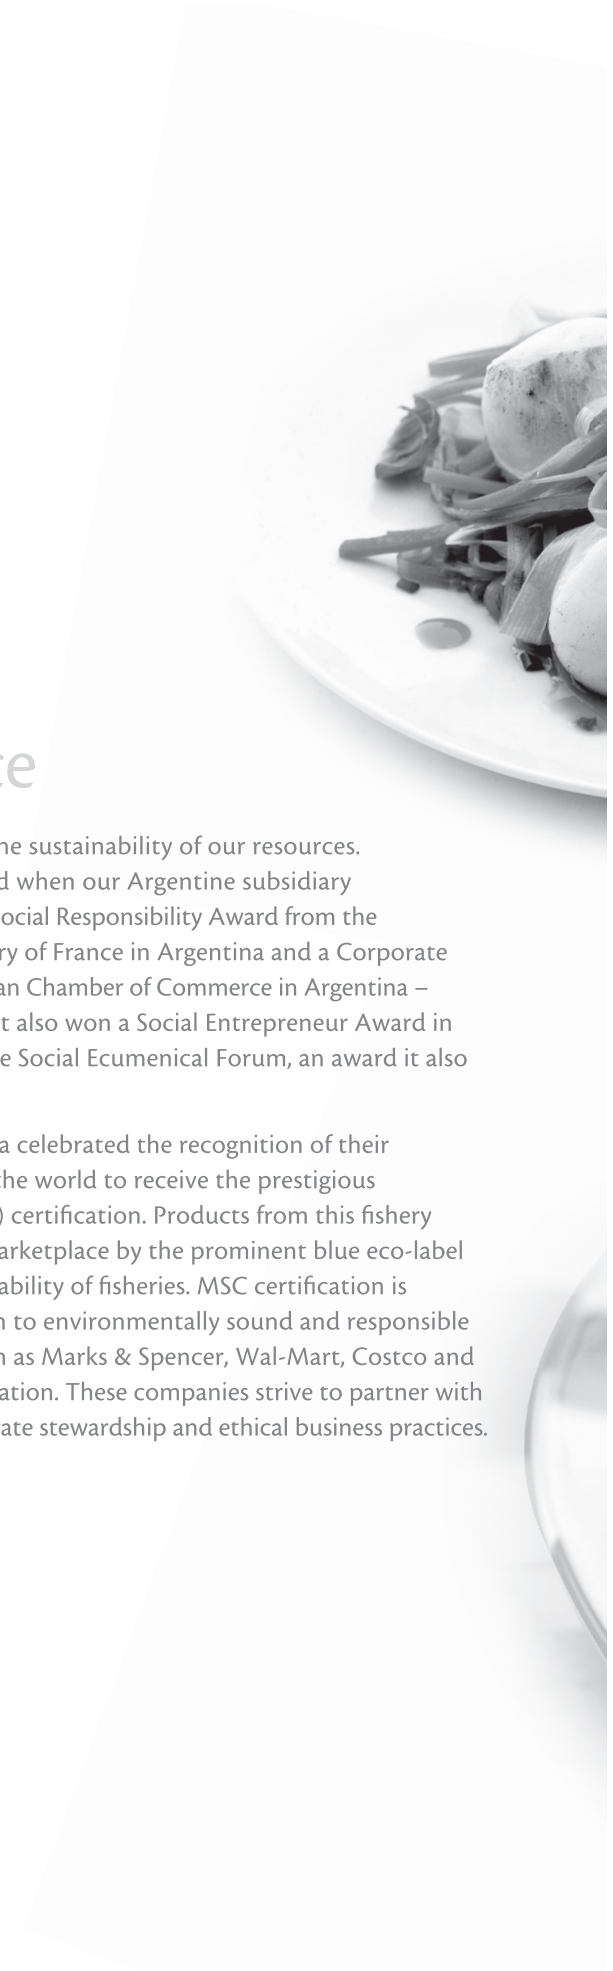 ce
he sustainability of our resources.
d when our Argentine subsidiary
ocial Responsibility Award from the
ry of France in Argentina and a Corporate
an Chamber of Commerce in Argentina –
t also won a Social Entrepreneur Award in
e Social Ecumenical Forum, an award it also
a celebrated the recognition of their
the world to receive the prestigious
) certification. Products from this fishery
arketplace by the prominent blue eco-label
ability of fisheries. MSC certification is
n to environmentally sound and responsible
h as Marks & Spencer, Wal-Mart, Costco and
ation. These companies strive to partner with
ate stewardship and ethical business practices.